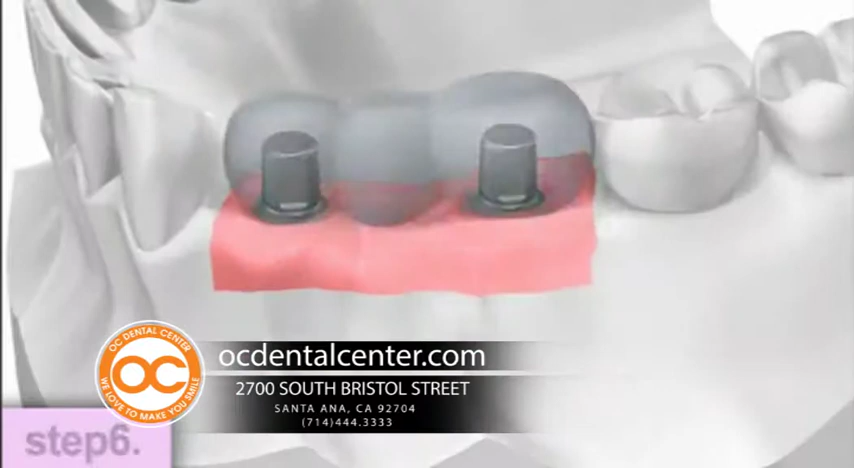 OC DENTAL CENTER
OC
WE LOVE TO MAKE YOU SMILE
ocdentalcenter.com
2700 SOUTH BRISTOL STREET
SANTA ANA, CA 92704
(714)444.3333
step6.